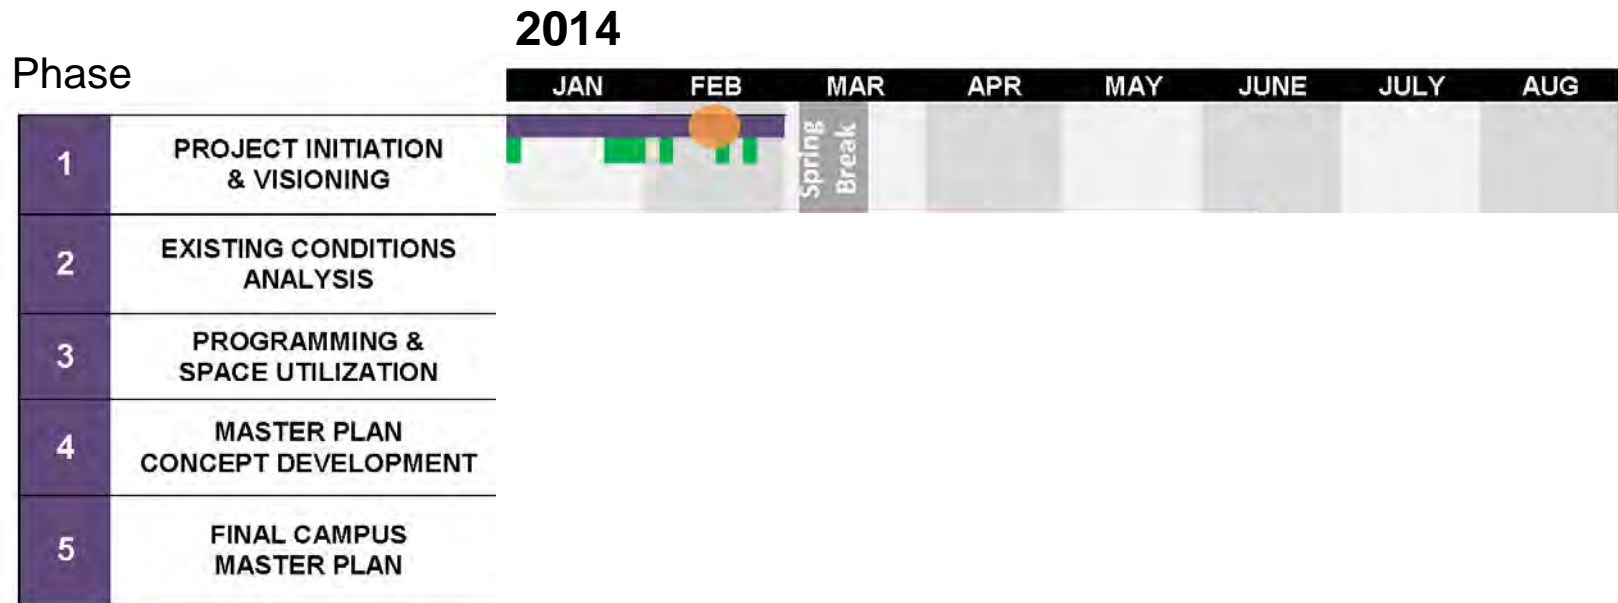 2014
Phase
JAN FEB MAR APR MAY JUNE JULY AUG
1
PROJECT INITIATION
& VISIONING
Spring
Break
2
EXISTING CONDITIONS
ANALYSIS
3
PROGRAMMING &
SPACE UTILIZATION
4
MASTER PLAN
CONCEPT DEVELOPMENT
5
FINAL CAMPUS
MASTER PLAN